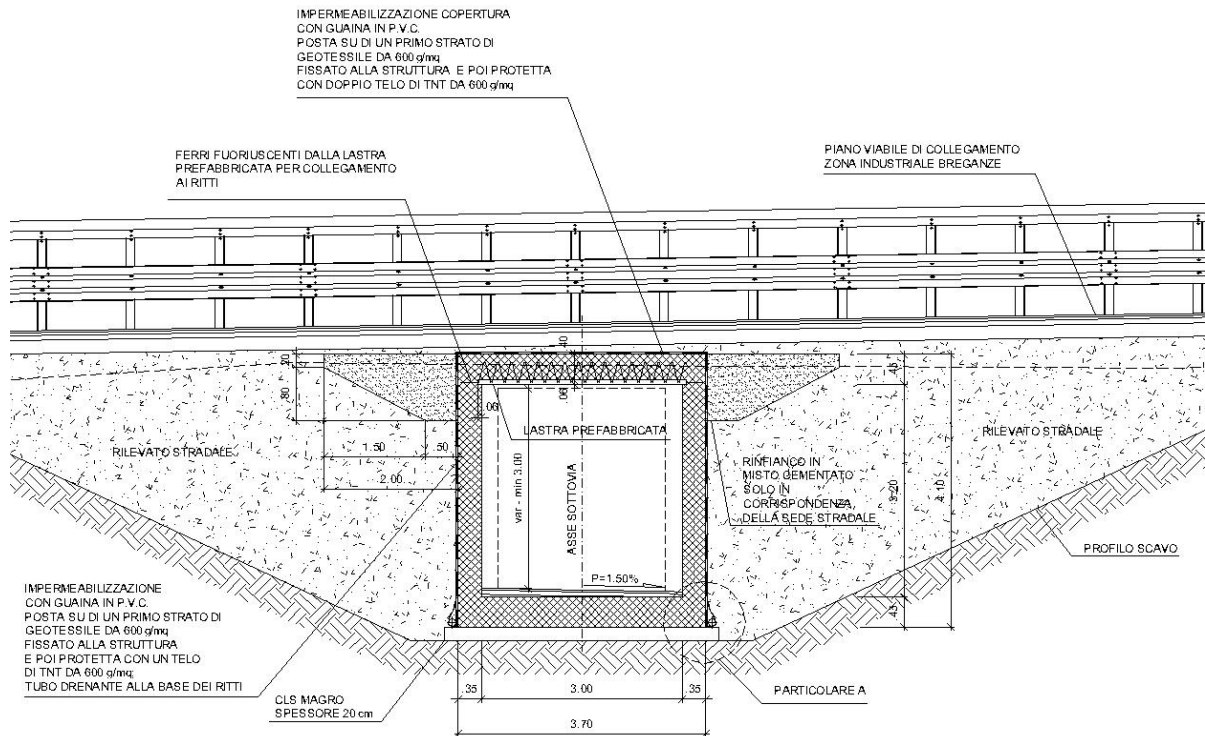 IMPERMEABILIZZAZIONE COPERTURA
CON GUAINA IN P.V.C.
POSTA SU DI UN PRIMO STRATO DI
GEOTESSILE DA 600 g/mq
FISSATO ALLA STRUTTURA E POI PROTETTA
CON DOPPIO TELO DI TNT DA 600 g/mq
FERRI FUORIUSCENTI DALLA LASTRA
PREFABBRICATA PER COLLEGAMENTO
AI RITTI
PIANO VIABILE DI COLLEGAMENTO
ZONA INDUSTRIALE BREGANZE
.40
.20
.80
.45
.06
.06
LASTRA PREFABBRICATA
1.50
.50
2.00
RILEVATO STRADALE
RILEVATO STRADALE
var - min 3.00
ASSE SOTTOVIA
RINFIANCO IN
MISTO CEMENTATO
SOLO IN
CORRISPONDENZA
DELLA SEDE STRADALE
3.20
4.10
PROFILO SCAVO
P=1.50%
.45
IMPERMEABILIZZAZIONE
CON GUAINA IN P.V.C.
POSTA SU DI UN PRIMO STRATO DI
GEOTESSILE DA 600 g/mq
FISSATO ALLA STRUTTURA
E POI PROTETTA CON UN TELO
DI TNT DA 600 g/mq;
TUBO DRENANTE ALLA BASE DEI RITTI
CLS MAGRO
SPESSORE 20 cm
.35
3.00
.35
3.70
PARTICOLARE A